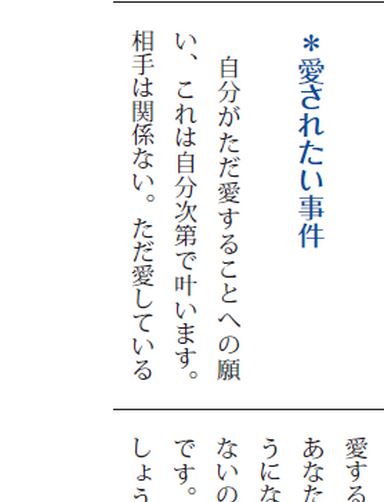 ＊愛されたい事件
自分がただ愛することへの願
い、これは自分次第で叶います。
相手は関係ない。ただ愛している
愛する
あなた
うにな
ないの
です。
しょう